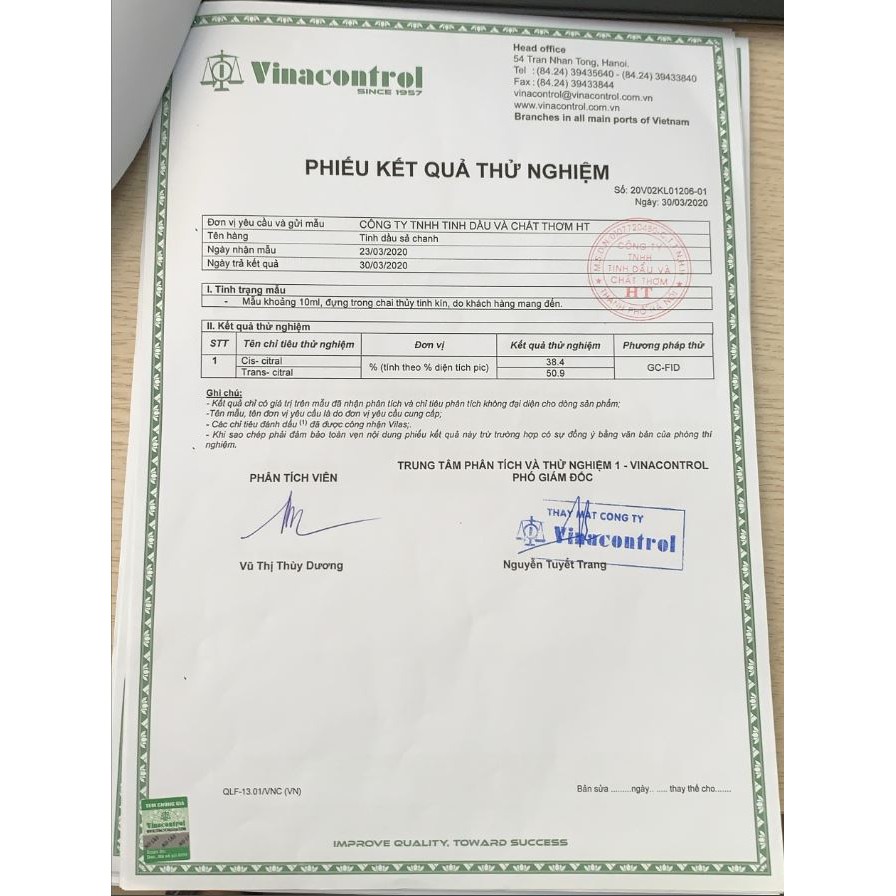 Vinacontrol
SINCE 1957
Head office
54 Tran Nhan Tong, Hanoi.
Tel : (84.24) 39435640 - (84.24) 39433840
Fax : (84.24) 39433844
vinacontrol@vinacontrol.com.vn
www.vinacontrol.com.vn
Branches in all main ports of Vietnam
PHIẾU KẾT QUẢ THỬ NGHIỆM
Số: 20V02KL01206-01
Ngày: 30/03/2020
Đơn vị yêu cầu và gửi mẫu CÔNG TY TNHH TINH DẦU VÀ CHẤT THƠM HT
Tên hàng Tinh dầu sả chanh
Ngày nhận mẫu 23/03/2020
Ngày trả kết quả 30/03/2020
CÔNG TY
TNHH
TINH DẦU VÀ
CHẤT THƠM
HT
THÀNH PHỐ HÀ NỘI
I. Tình trạng mẫu
- Mẫu khoảng 10ml, đựng trong chai thủy tinh kín, do khách hàng mang đến.
II. Kết quả thử nghiệm
STT Tên chỉ tiêu thử nghiệm Đơn vị Kết quả thử nghiệm Phương pháp thử
1 Cis- citral % (tính theo % diện tích pic) 38.4 GC-FID
Trans- citral 50.9
Ghi chú:
- Kết quả chỉ có giá trị trên mẫu đã nhận phân tích và chỉ tiêu phân tích không đại diện cho dòng sản phẩm;
-Tên mẫu, tên đơn vị yêu cầu là do đơn vị yêu cầu cung cấp;
- Các chỉ tiêu đánh dấu (1) đã được công nhận Vilas;.
- Khi sao chép phải đảm bảo toàn vẹn nội dung phiếu kết quả này trừ trường hợp có sự đồng ý bằng văn bản của phòng thí
nghiệm.
TRUNG TÂM PHÂN TÍCH VÀ THỬ NGHIỆM 1 - VINACONTROL
PHÂN TÍCH VIÊN PHÓ GIÁM ĐỐC
THAY MẶT CÔNG TY
Vinacontrol
Vũ Thị Thùy Dương Nguyễn Tuyết Trang
QLF-13.01/VNC (VN) Bản sửa .........ngày.. ...... thay thế cho.......
Vinacontrol
IMPROVE QUALITY, TOWARD SUCCESS